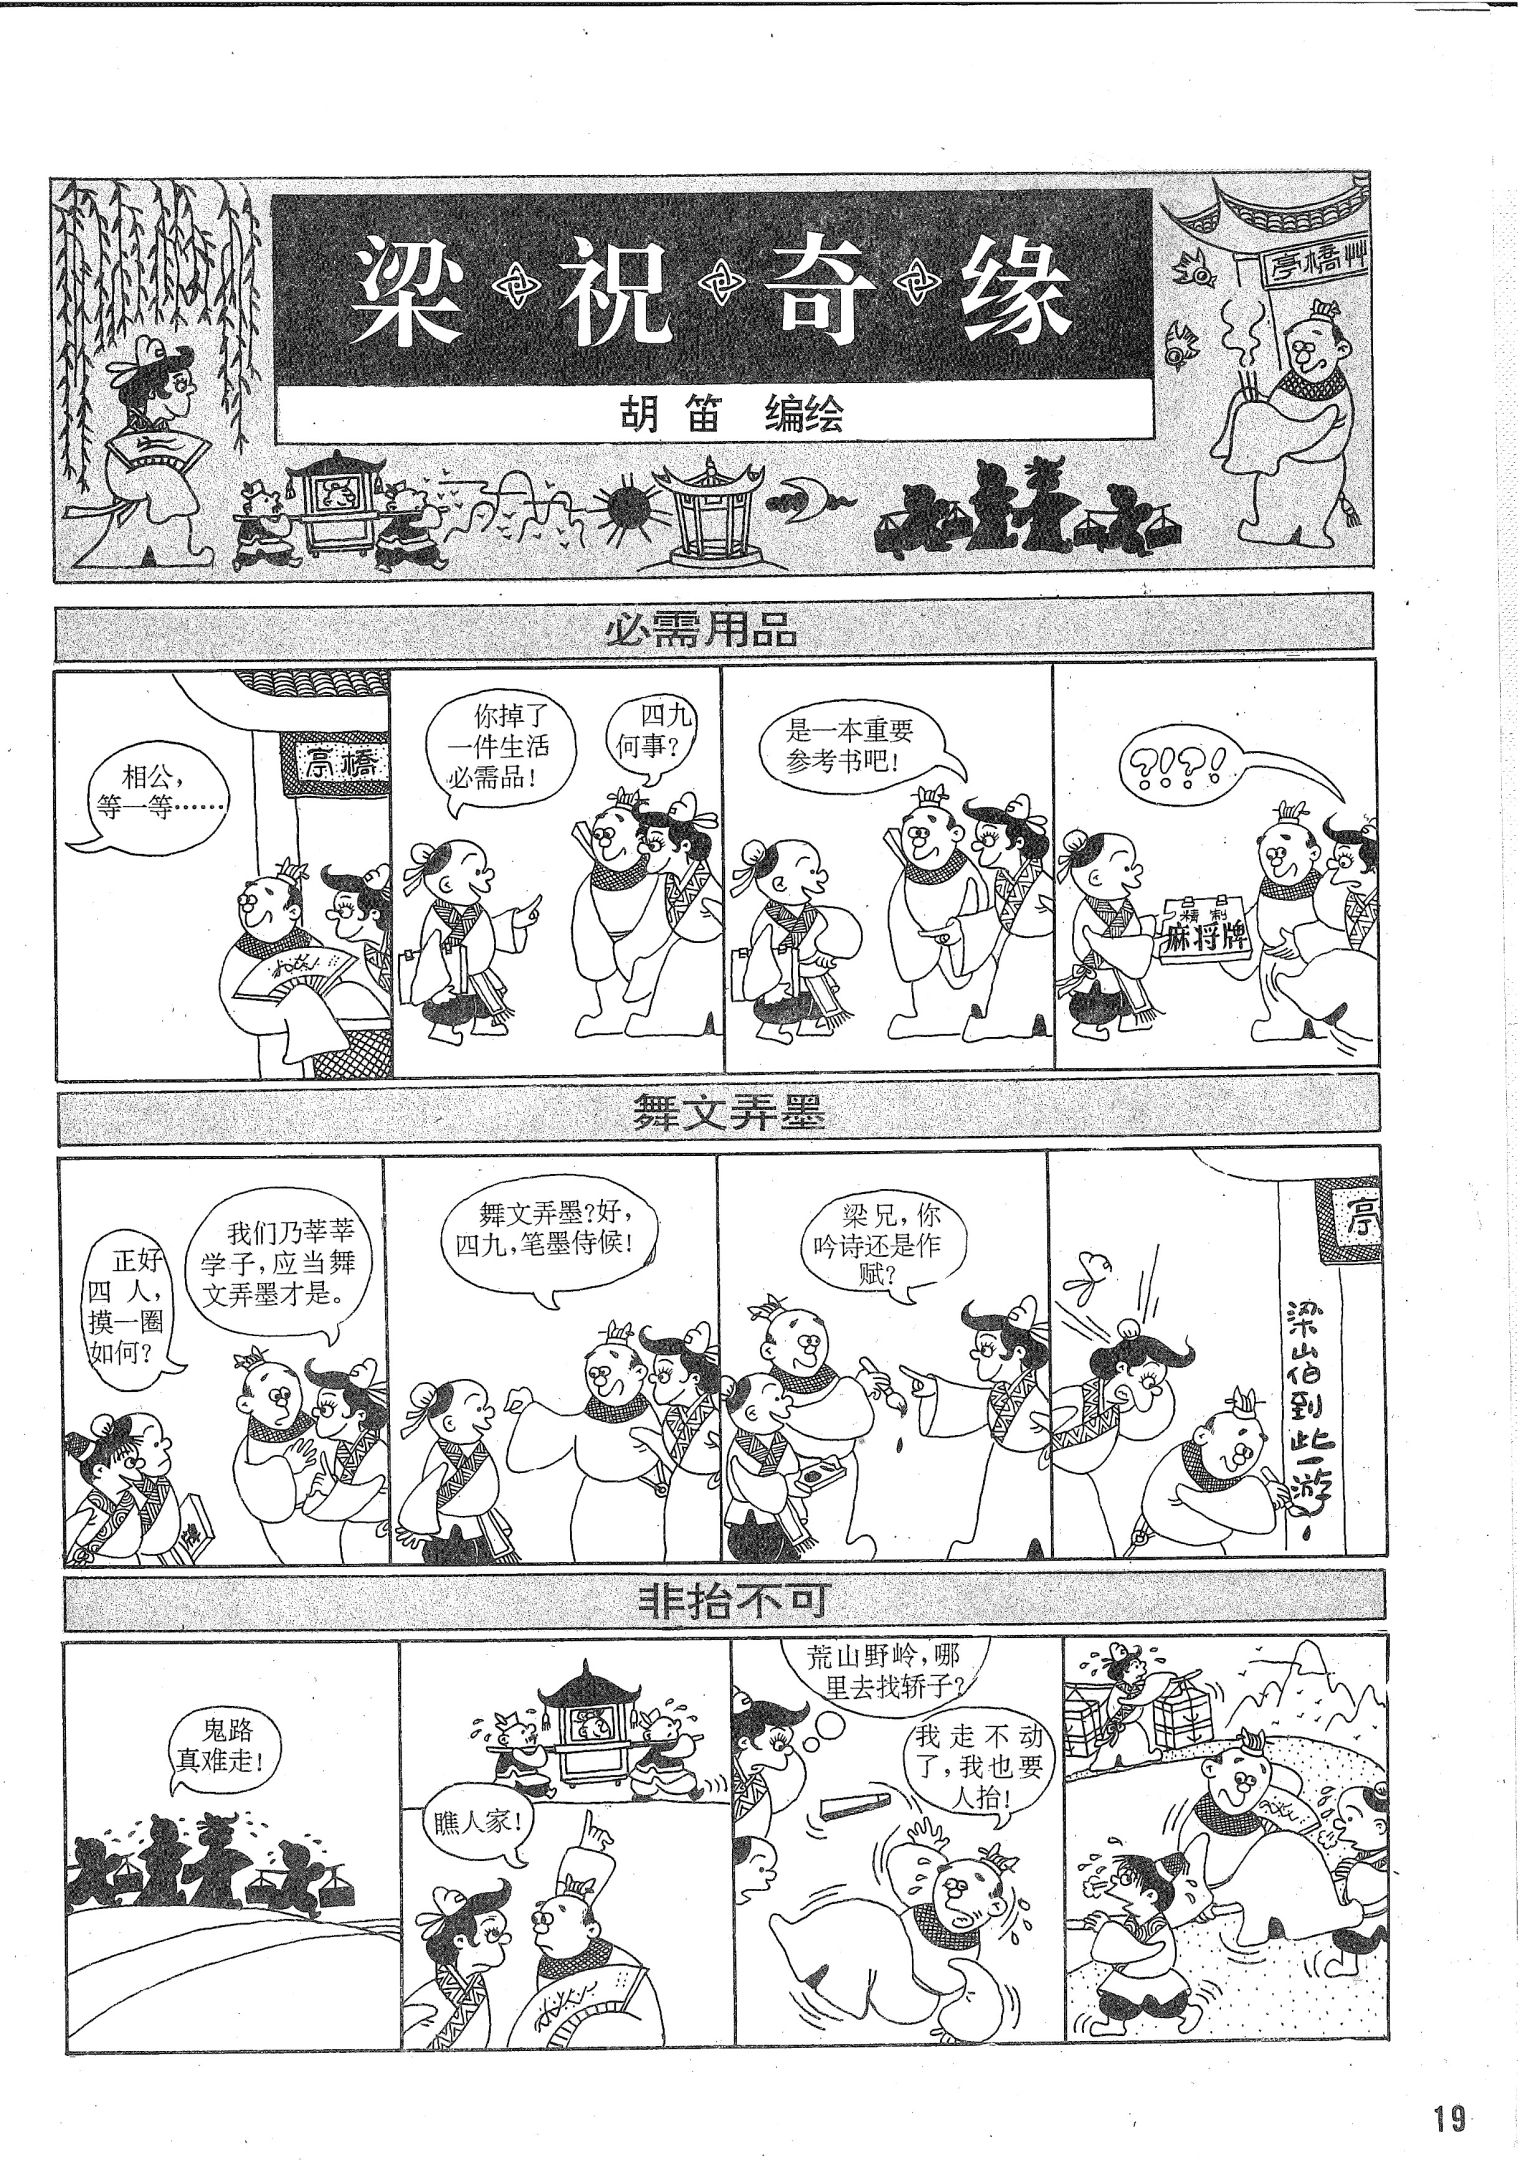 梁祝奇缘
胡笛 编绘
艸橋亭
必需用品
相公，
等一等……
橋亭
你掉了
一件生活
必需品！
四九
何事？
是一本重要
参考书吧！
？！？！
精制
麻将牌
舞文弄墨
正好
四人，
摸一圈
如何？
我们乃莘莘
学子，应当舞
文弄墨才是。
牌
舞文弄墨？好，
四九，笔墨侍候！
梁兄，你
吟诗还是作
赋？
亭
梁山伯到此一游
非抬不可
鬼路
真难走！
瞧人家！
荒山野岭，哪
里去找轿子？
我走不动
了，我也要
人抬！
19